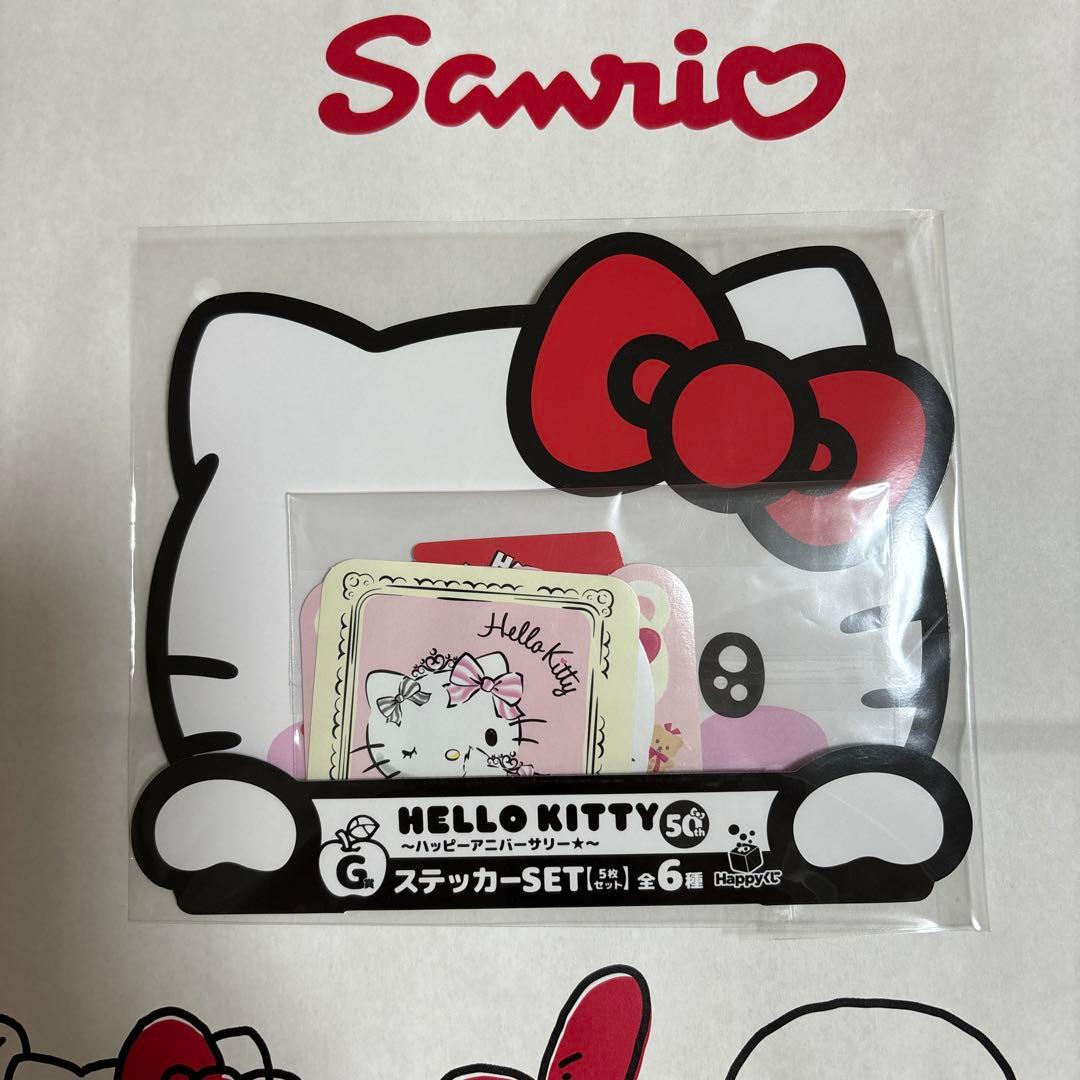 Sanrio
Hello Kitty
HELLO KITTY 50th
～ハッピーアニバーサリー★～
G賞
ステッカーSET【5枚セット】全6種
Happyくじ